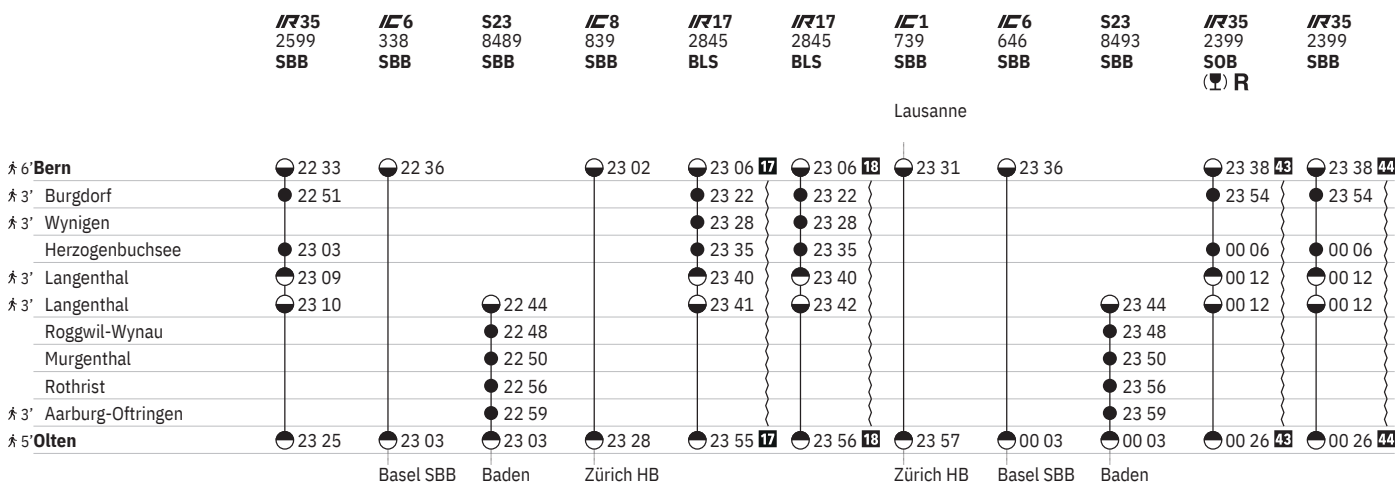 IR35 IC6 S23 IC8 IR17 IR17 IC1 IC6 S23 IR35 IR35
2599 338 8489 839 2845 2845 739 646 8493 2399 2399
SBB SBB SBB SBB BLS BLS SBB SBB SBB SOB SBB
() R
Lausanne
6' Bern 22 33 22 36 23 02 23 06 17 23 06 18 23 31 23 36 23 38 43 23 38 44
3' Burgdorf 22 51 23 22 23 22 23 54 23 54
3' Wynigen 23 28 23 28
Herzogenbuchsee 23 03 23 35 23 35 00 06 00 06
3' Langenthal 23 09 23 40 23 40 00 12 00 12
3' Langenthal 23 10 22 44 23 41 23 42 23 44 00 12 00 12
Roggwil-Wynau 22 48 23 48
Murgenthal 22 50 23 50
Rothrist 22 56 23 56
3' Aarburg-Oftringen 22 59 23 59
5' Olten 23 25 23 03 23 03 23 28 23 55 17 23 56 18 23 57 00 03 00 03 00 26 43 00 26 44
Basel SBB Baden Zürich HB Zürich HB Basel SBB Baden